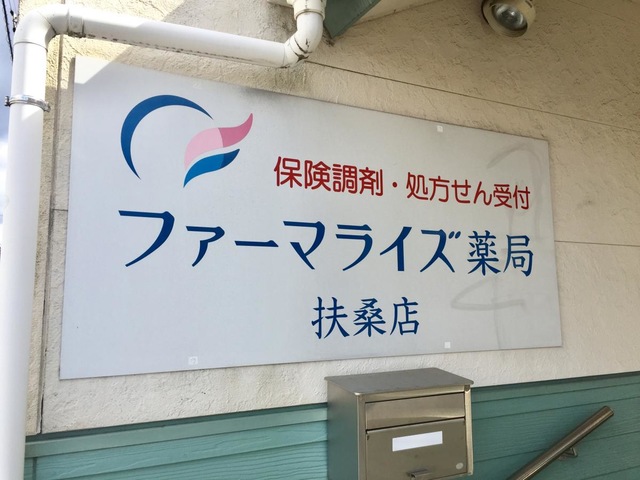 保険調剤・処方せん受付
ファーマライズ薬局
扶桑店